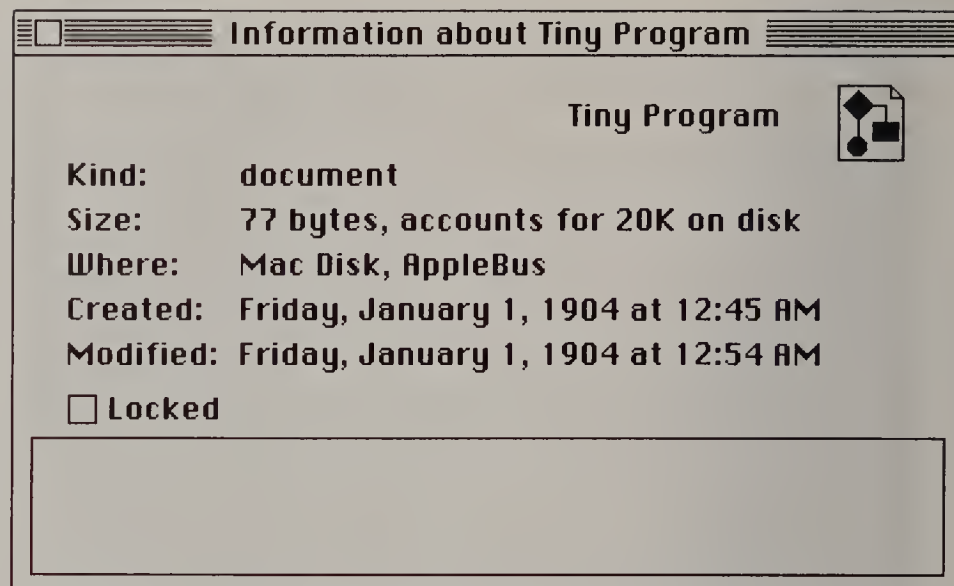 Information about Tiny Program
Tiny Program
Kind: document
Size: 77 bytes, accounts for 20K on disk
Where: Mac Disk, AppleBus
Created: Friday, January 1, 1904 at 12:45 AM
Modified: Friday, January 1, 1904 at 12:54 AM
Locked